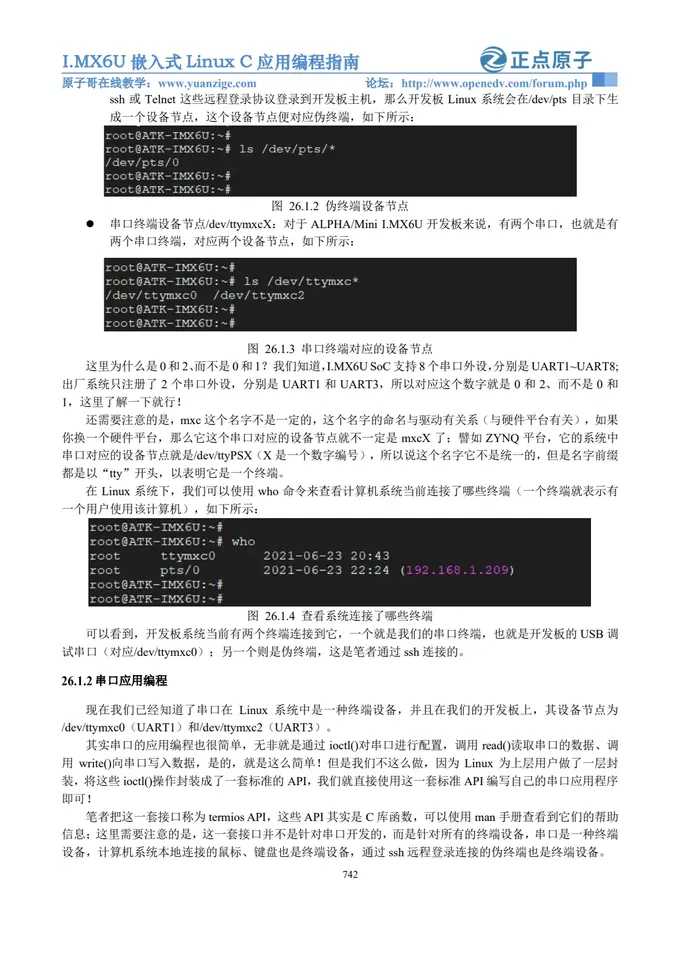 I.MX6U 嵌入式 Linux C 应用编程指南
正点原子
原子哥在线教学：www.yuanzige.com 论坛：http://www.openedv.com/forum.php
ssh 或 Telnet 这些远程登录协议登录到开发板主机，那么开发板 Linux 系统会在/dev/pts 目录下生
成一个设备节点，这个设备节点便对应伪终端，如下所示：
root@ATK-IMX6U:~#
root@ATK-IMX6U:~# ls /dev/pts/*
/dev/pts/0
root@ATK-IMX6U:~#
root@ATK-IMX6U:~#
图 26.1.2 伪终端设备节点
● 串口终端设备节点/dev/ttymxcX：对于 ALPHA/Mini I.MX6U 开发板来说，有两个串口，也就是有
两个串口终端，对应两个设备节点，如下所示：
root@ATK-IMX6U:~#
root@ATK-IMX6U:~# ls /dev/ttymxc*
/dev/ttymxc0 /dev/ttymxc2
root@ATK-IMX6U:~#
root@ATK-IMX6U:~#
图 26.1.3 串口终端对应的设备节点
这里为什么是 0 和 2、而不是 0 和 1？我们知道，I.MX6U SoC 支持 8 个串口外设，分别是 UART1~UART8；
出厂系统只注册了 2 个串口外设，分别是 UART1 和 UART3，所以对应这个数字就是 0 和 2、而不是 0 和
1，这里了解一下就行！
还需要注意的是，mxc 这个名字不是一定的，这个名字的命名与驱动有关系（与硬件平台有关），如果
你换一个硬件平台，那么它这个串口对应的设备节点就不一定是 mxcX 了；譬如 ZYNQ 平台，它的系统中
串口对应的设备节点就是/dev/ttyPSX（X 是一个数字编号），所以说这个名字它不是统一的，但是名字前缀
都是以“tty”开头，以表明它是一个终端。
在 Linux 系统下，我们可以使用 who 命令来查看计算机系统当前连接了哪些终端（一个终端就表示有
一个用户使用该计算机），如下所示：
root@ATK-IMX6U:~#
root@ATK-IMX6U:~# who
root ttymxc0 2021-06-23 20:43
root pts/0 2021-06-23 22:24 (192.168.1.209)
root@ATK-IMX6U:~#
root@ATK-IMX6U:~#
图 26.1.4 查看系统连接了哪些终端
可以看到，开发板系统当前有两个终端连接到它，一个就是我们的串口终端，也就是开发板的 USB 调
试串口（对应/dev/ttymxc0）；另一个则是伪终端，这是笔者通过 ssh 连接的。
26.1.2 串口应用编程
现在我们已经知道了串口在 Linux 系统中是一种终端设备，并且在我们的开发板上，其设备节点为
/dev/ttymxc0（UART1）和/dev/ttymxc2（UART3）。
其实串口的应用编程也很简单，无非就是通过 ioctl()对串口进行配置，调用 read()读取串口的数据、调
用 write()向串口写入数据，是的，就是这么简单！但是我们不这么做，因为 Linux 为上层用户做了一层封
装，将这些 ioctl()操作封装成了一套标准的 API，我们就直接使用这一套标准 API 编写自己的串口应用程序
即可！
笔者把这一套接口称为 termios API，这些 API 其实是 C 库函数，可以使用 man 手册查看到它们的帮助
信息；这里需要注意的是，这一套接口并不是针对串口开发的，而是针对所有的终端设备，串口是一种终端
设备，计算机系统本地连接的鼠标、键盘也是终端设备，通过 ssh 远程登录连接的伪终端也是终端设备。
742